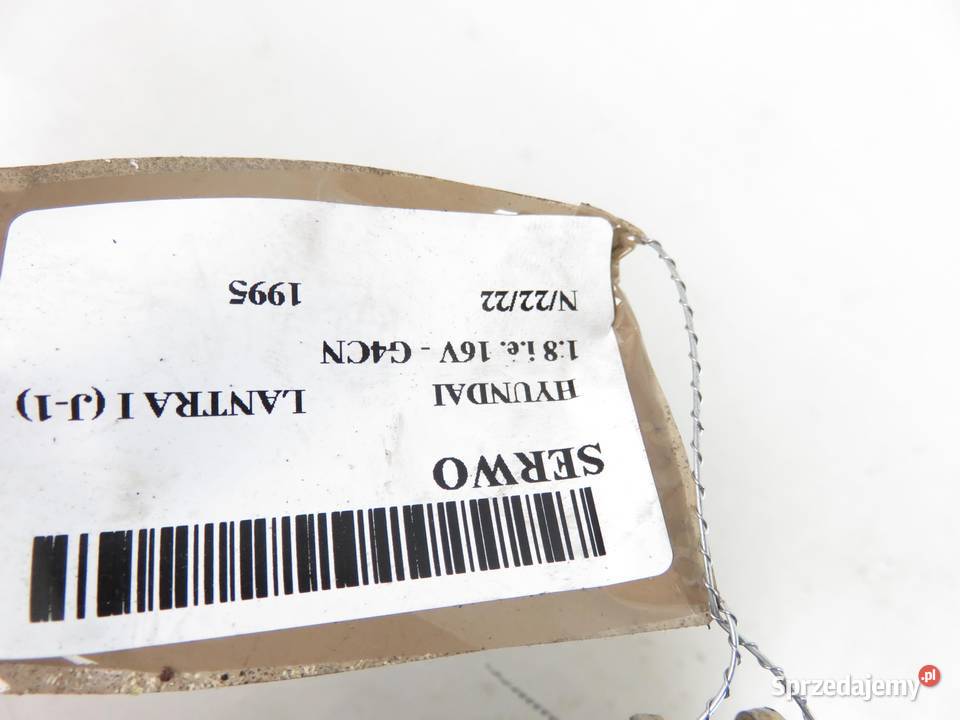 SERWO
HYUNDAI LANTRA I (J-1)
1.8 i.e. 16V - G4CN
N/22/22 1995
Sprzedajemy.pl